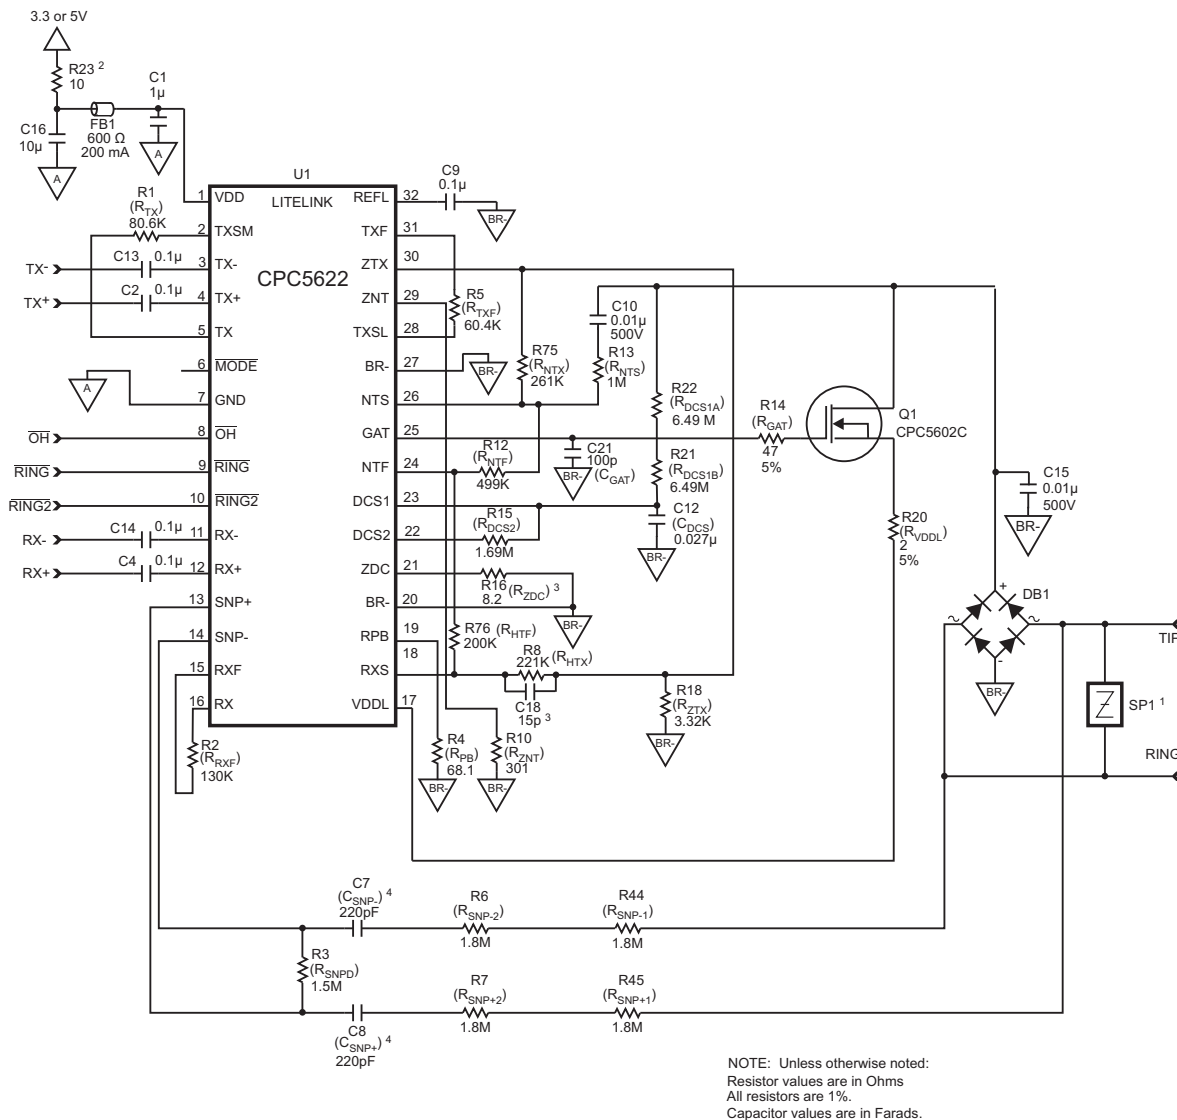 3.3 or 5V
R23 2
10
C1
1µ
C16
10µ
FB1
600 Ω
200 mA
A
A
U1
LITELINK
CPC5622
R1
(RTX)
80.6K
1 VDD
2 TXSM
TX- C13 0.1µ 3 TX-
TX+ C2 0.1µ 4 TX+
5 TX
6 MODE
A 7 GND
OH 8 OH
RING 9 RING
RING2 10 RING2
RX- C14 0.1µ 11 RX-
RX+ C4 0.1µ 12 RX+
13 SNP+
14 SNP-
15 RXF
16 RX
R2
(RRXF)
130K
REFL 32
TXF 31
ZTX 30
ZNT 29
TXSL 28
BR- 27
NTS 26
GAT 25
NTF 24
DCS1 23
DCS2 22
ZDC 21
BR- 20
RPB 19
RXS 18
VDDL 17
C9
0.1µ
BR-
R5
(RTXF)
60.4K
BR-
R75
(RNTX)
261K
C10
0.01µ
500V
R13
(RNTS)
1M
R22
(RDCS1A)
6.49 M
R14
(RGAT)
47
5%
Q1
CPC5602C
R12
(RNTF)
499K
C21
100p
(CGAT)
BR-
R21
(RDCS1B)
6.49M
R15
(RDCS2)
1.69M
C12
(CDCS)
0.027µ
BR-
R20
(RVDDL)
2
5%
C15
0.01µ
500V
BR-
R16 (RZDC) 3
8.2
BR-
R76 (RHTF)
200K
R8 (RHTX)
221K
C18
15p 3
R18
(RZTX)
3.32K
BR-
R4
(RPB)
68.1
BR-
R10
(RZNT)
301
BR-
DB1
+
~
~
-
BR-
TIP
SP1 1
Z
RING
C7
(CSNP-) 4
220pF
R6
(RSNP-2)
1.8M
R44
(RSNP-1)
1.8M
R3
(RSNPD)
1.5M
R7
(RSNP+2)
1.8M
R45
(RSNP+1)
1.8M
C8
(CSNP+) 4
220pF
NOTE: Unless otherwise noted:
Resistor values are in Ohms
All resistors are 1%.
Capacitor values are in Farads.